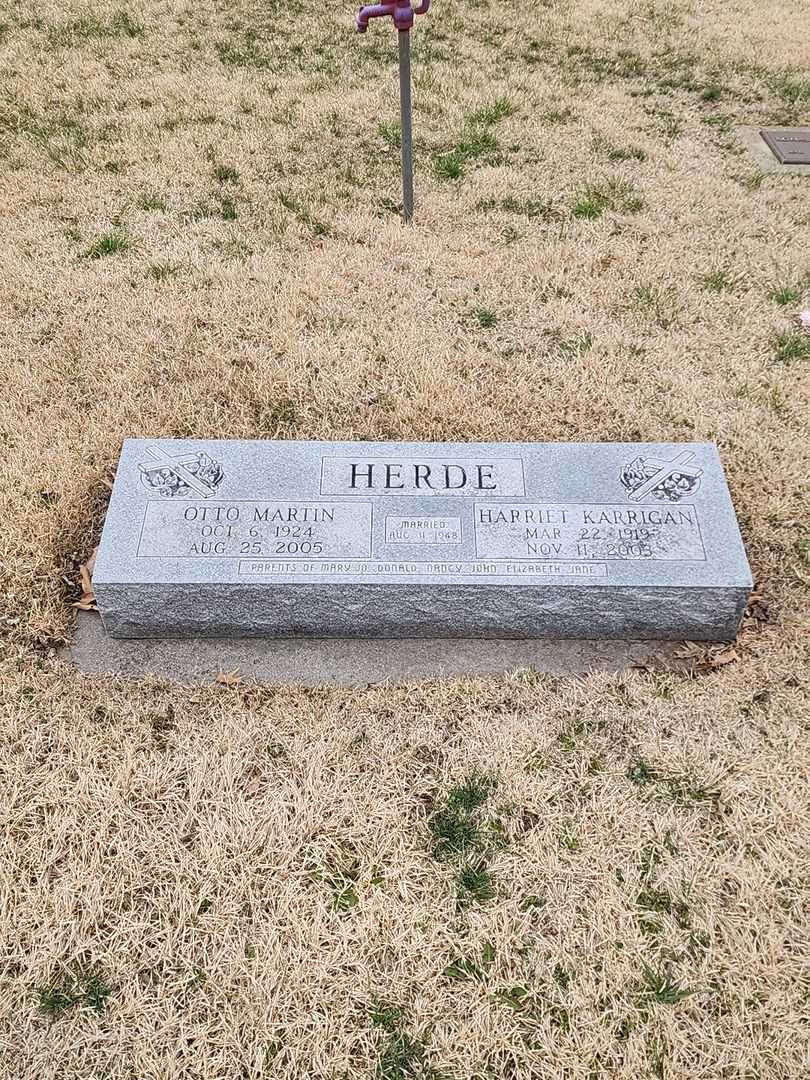 HERDE
OTTO MARTIN
OCT 6, 1924
AUG 25, 2005
MARRIED
AUG 11 1948
HARRIET KARRIGAN
MAR 22, 1919
NOV 11, 2005
PARENTS OF MARY JO, DONALD, NANCY, JOHN, ELIZABETH, JANE